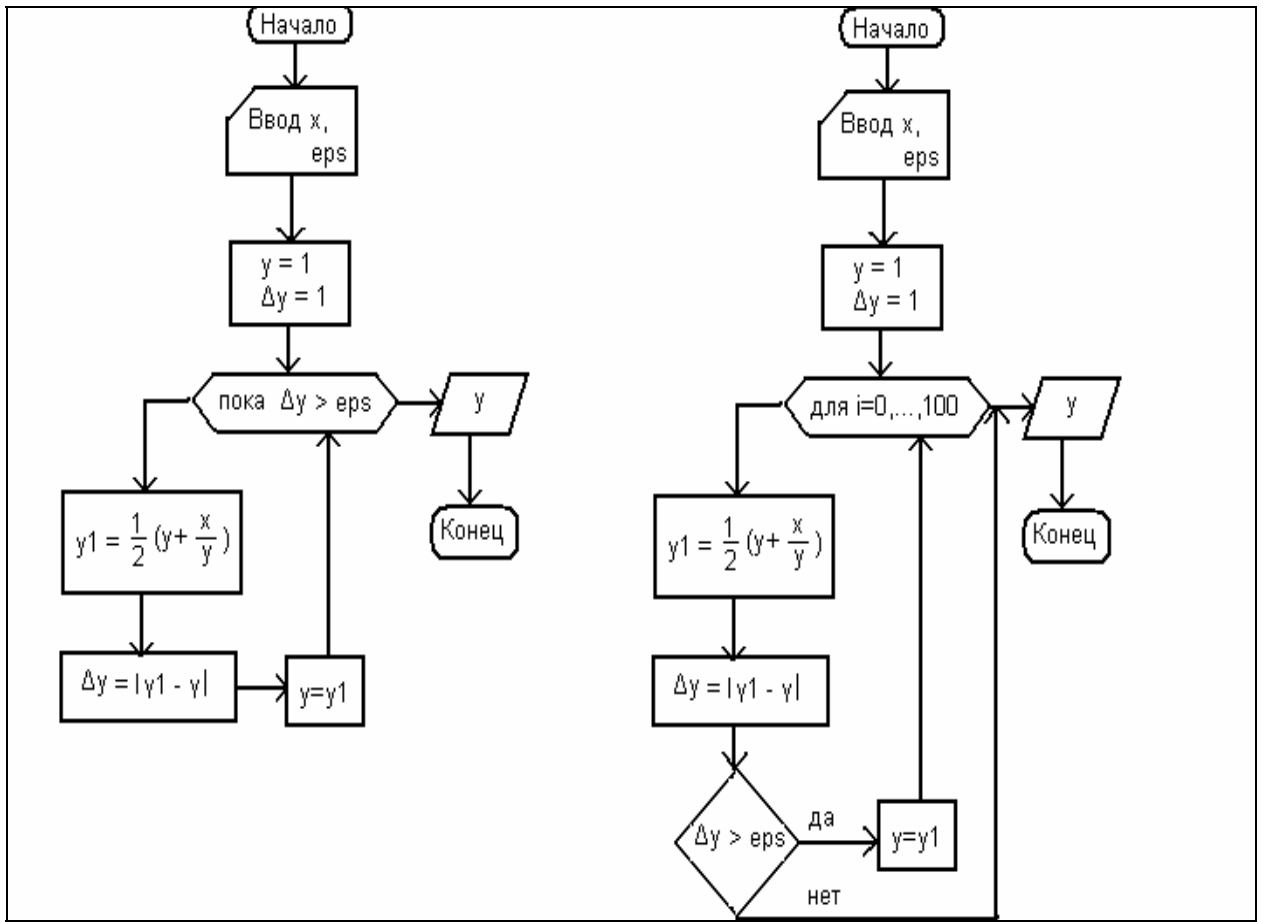 Начало
Ввод x,
eps
y = 1
Δy = 1
пока Δy > eps
y
Конец
y1 = 1/2 (y + x/y)
Δy = |y1 - y|
y=y1
Начало
Ввод x,
eps
y = 1
Δy = 1
для i=0,...,100
y
Конец
y1 = 1/2 (y + x/y)
Δy = |y1 - y|
Δy > eps
да
y=y1
нет